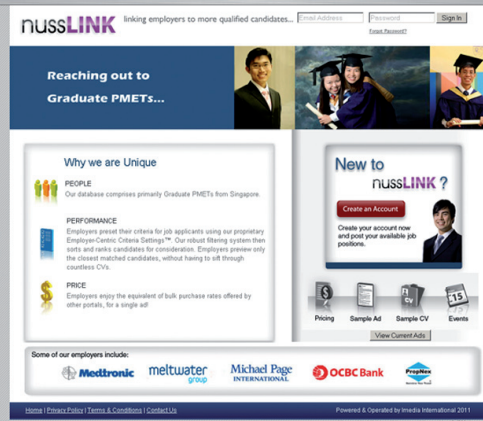 nussLINK linking employers to more qualified candidates... Email Address Password Sign In
Forgot Password?
Reaching out to
Graduate PMETs...
Why we are Unique
PEOPLE
Our database comprises primarily Graduate PMETs from Singapore.
PERFORMANCE
Employers preset their criteria for job applicants using our proprietary
Employer-Centric Criteria Settings™. Our robust filtering system then
sorts and ranks candidates for consideration. Employers preview only
the closest matched candidates, without having to sift through
countless CVs.
PRICE
Employers enjoy the equivalent of bulk purchase rates offered by
other portals, for a single ad!
New to
nussLINK ?
Create an Account
Create your account now
and post your available job
positions.
CV
15
Pricing Sample Ad Sample CV Events
View Current Ads
Some of our employers include:
Medtronic meltwater group Michael Page INTERNATIONAL OCBC Bank PropNex
Home | Privacy Policy | Terms & Conditions | Contact Us Powered & Operated by Imedia International 2011